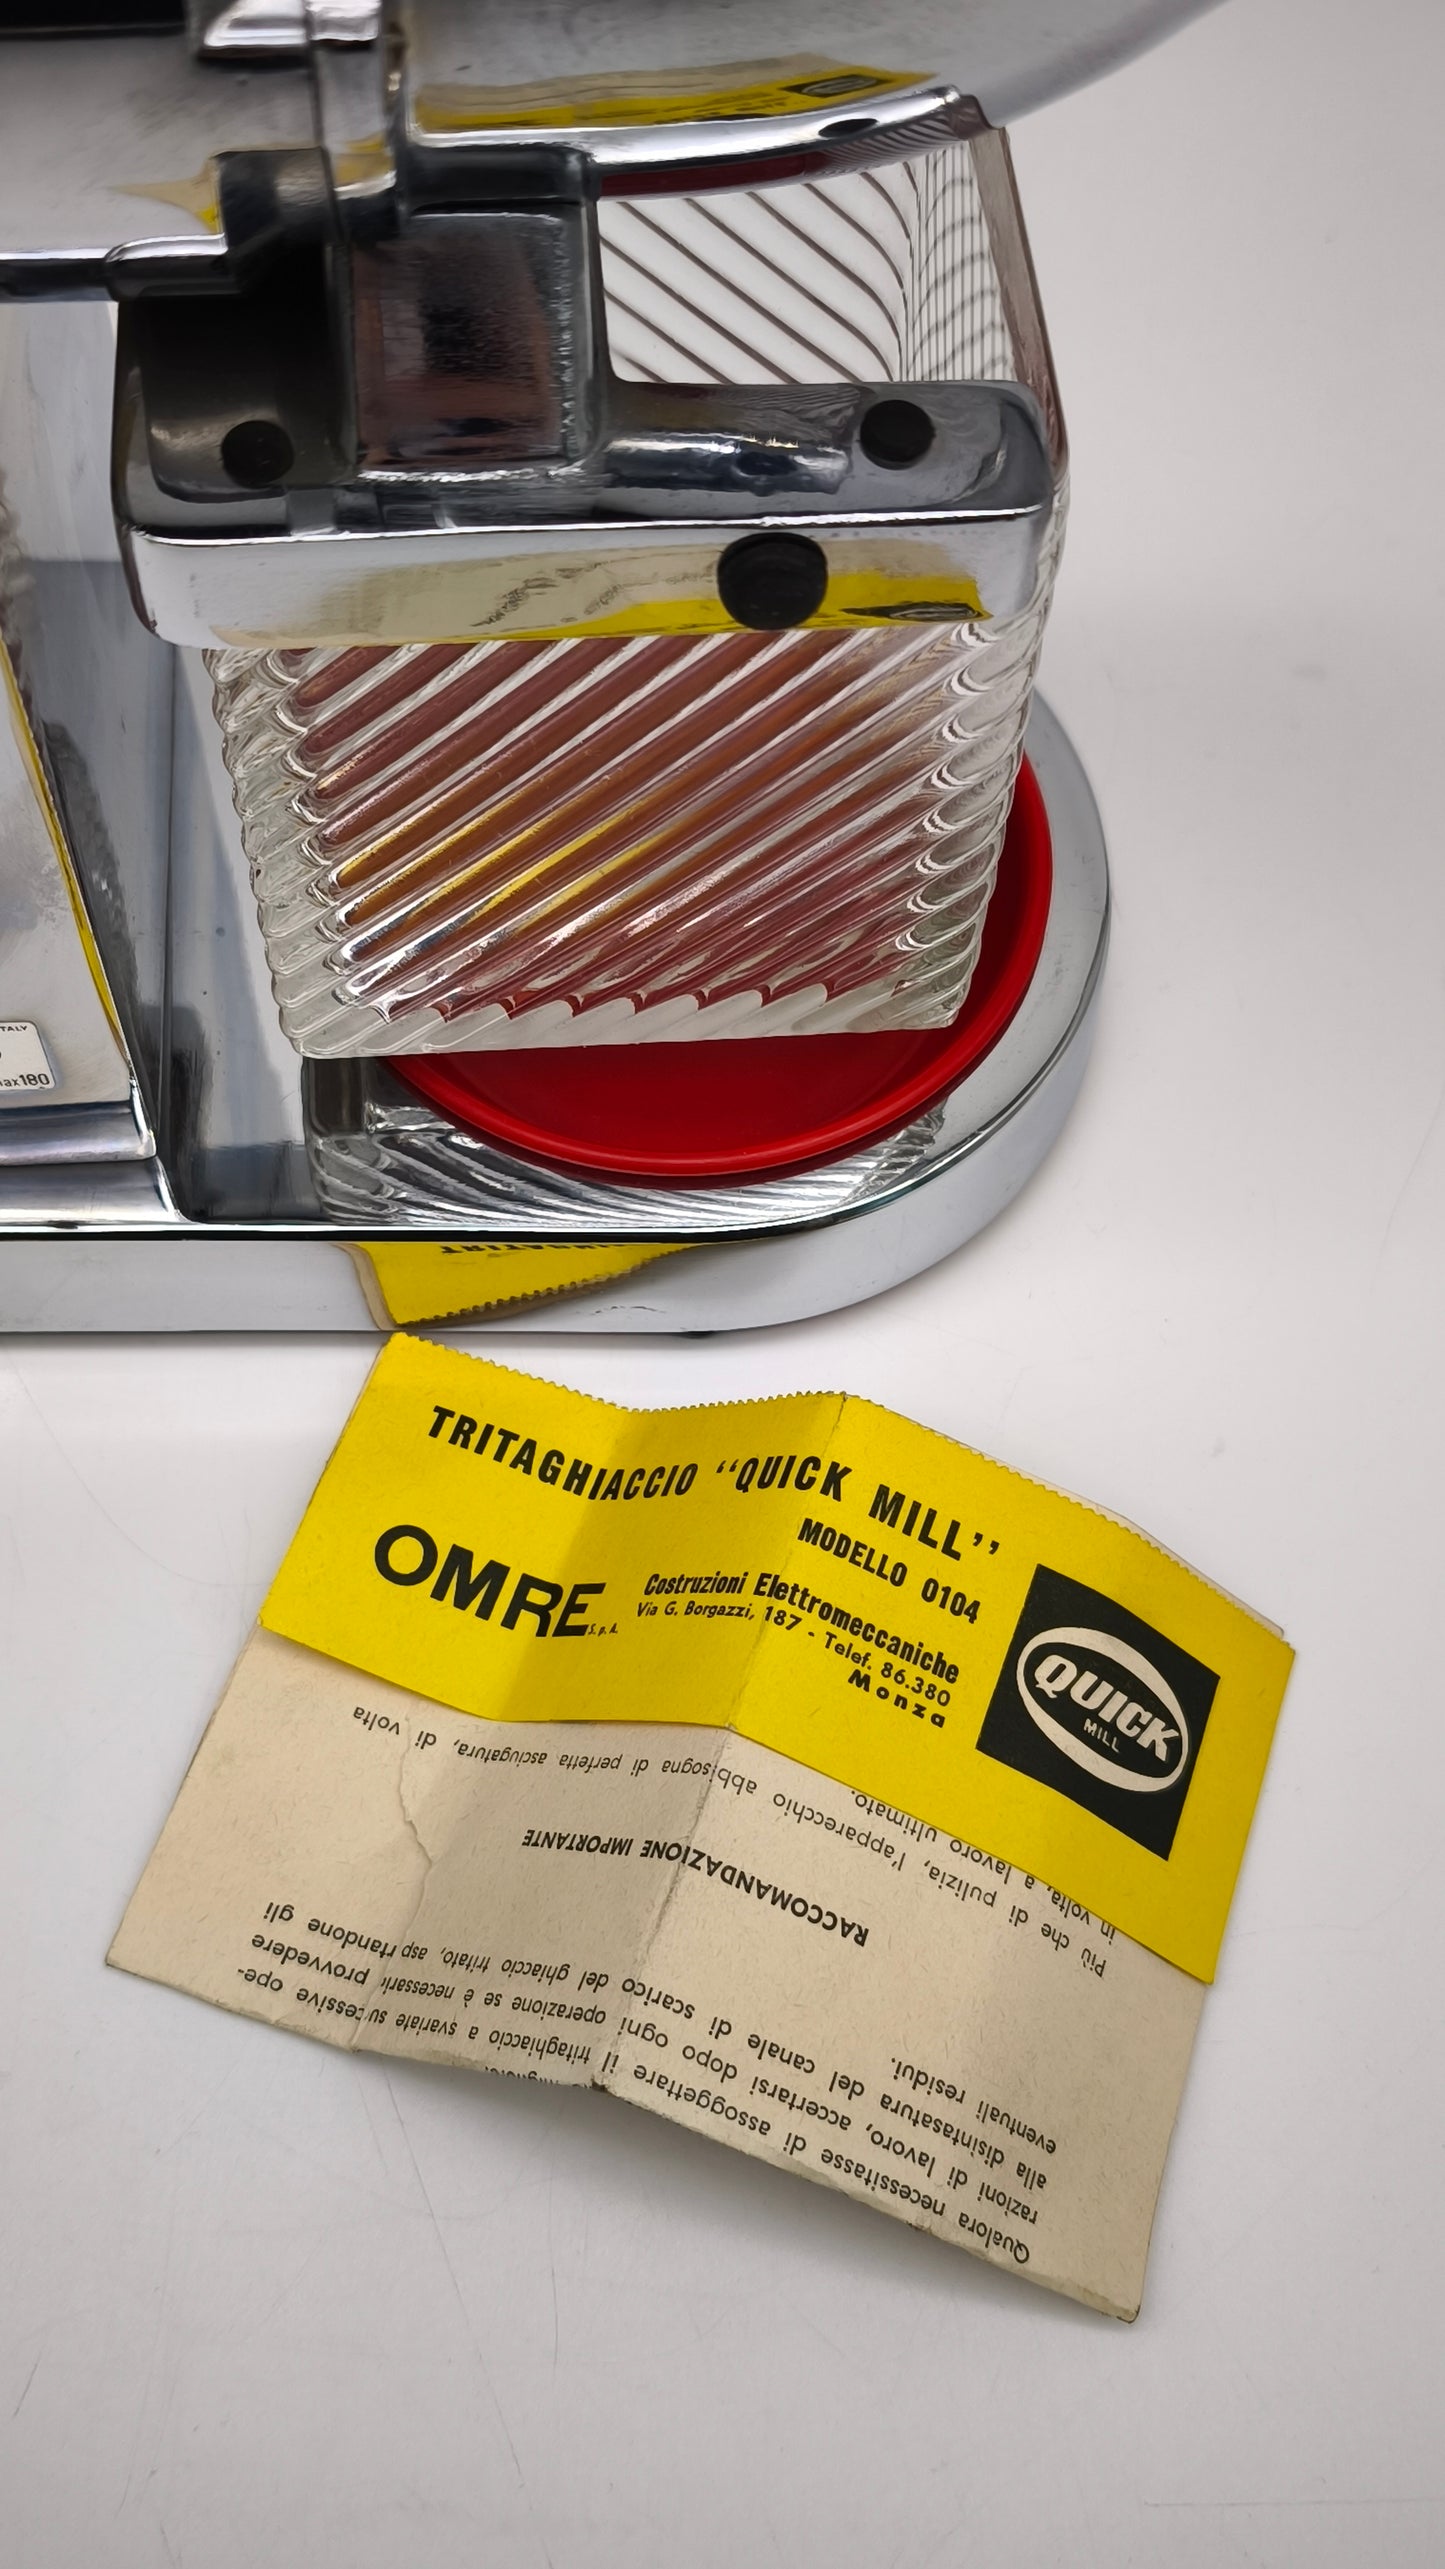 TALY
max180
TRITAGHIACCIO “QUICK MILL”
MODELLO 0104
OMRE S.p.A.
Costruzioni Elettromeccaniche
Via G. Borgazzi, 187 - Telef. 86.380
Monza
QUICK
MILL
Qualora necessitasse di assoggettare il tritaghiaccio a svariate successive ope-
razioni di lavoro, accertarsi dopo ogni operazione se è necessario provvedere
alla disintasatura del canale di scarico del ghiaccio tritato, asportandone gli
eventuali residui.
RACCOMANDAZIONE IMPORTANTE
Più che di pulizia, l'apparecchio abbisogna di perfetta asciugatura, di volta
in volta, a lavoro ultimato.